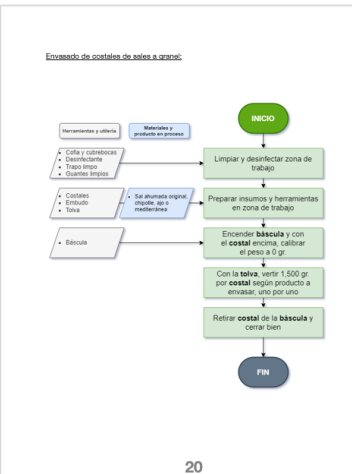 Envasado de costales de sales a granel:
INICIO
Herramientas y utilería
Materiales y
producto en proceso
Cofia y cubrebocas
Desinfectante
Trapo limpio
Guantes limpios
Limpiar y desinfectar zona de
trabajo
Costales
Embudo
Tolva
Sal ahumada original,
chipotle, ajo o
mediterránea
Preparar insumos y herramientas
en zona de trabajo
Báscula
Encender báscula y con
el costal encima, calibrar
el peso a 0 gr.
Con la tolva, vertir 1,500 gr.
por costal según producto a
envasar, uno por uno
Retirar costal de la báscula y
cerrar bien
FIN
20